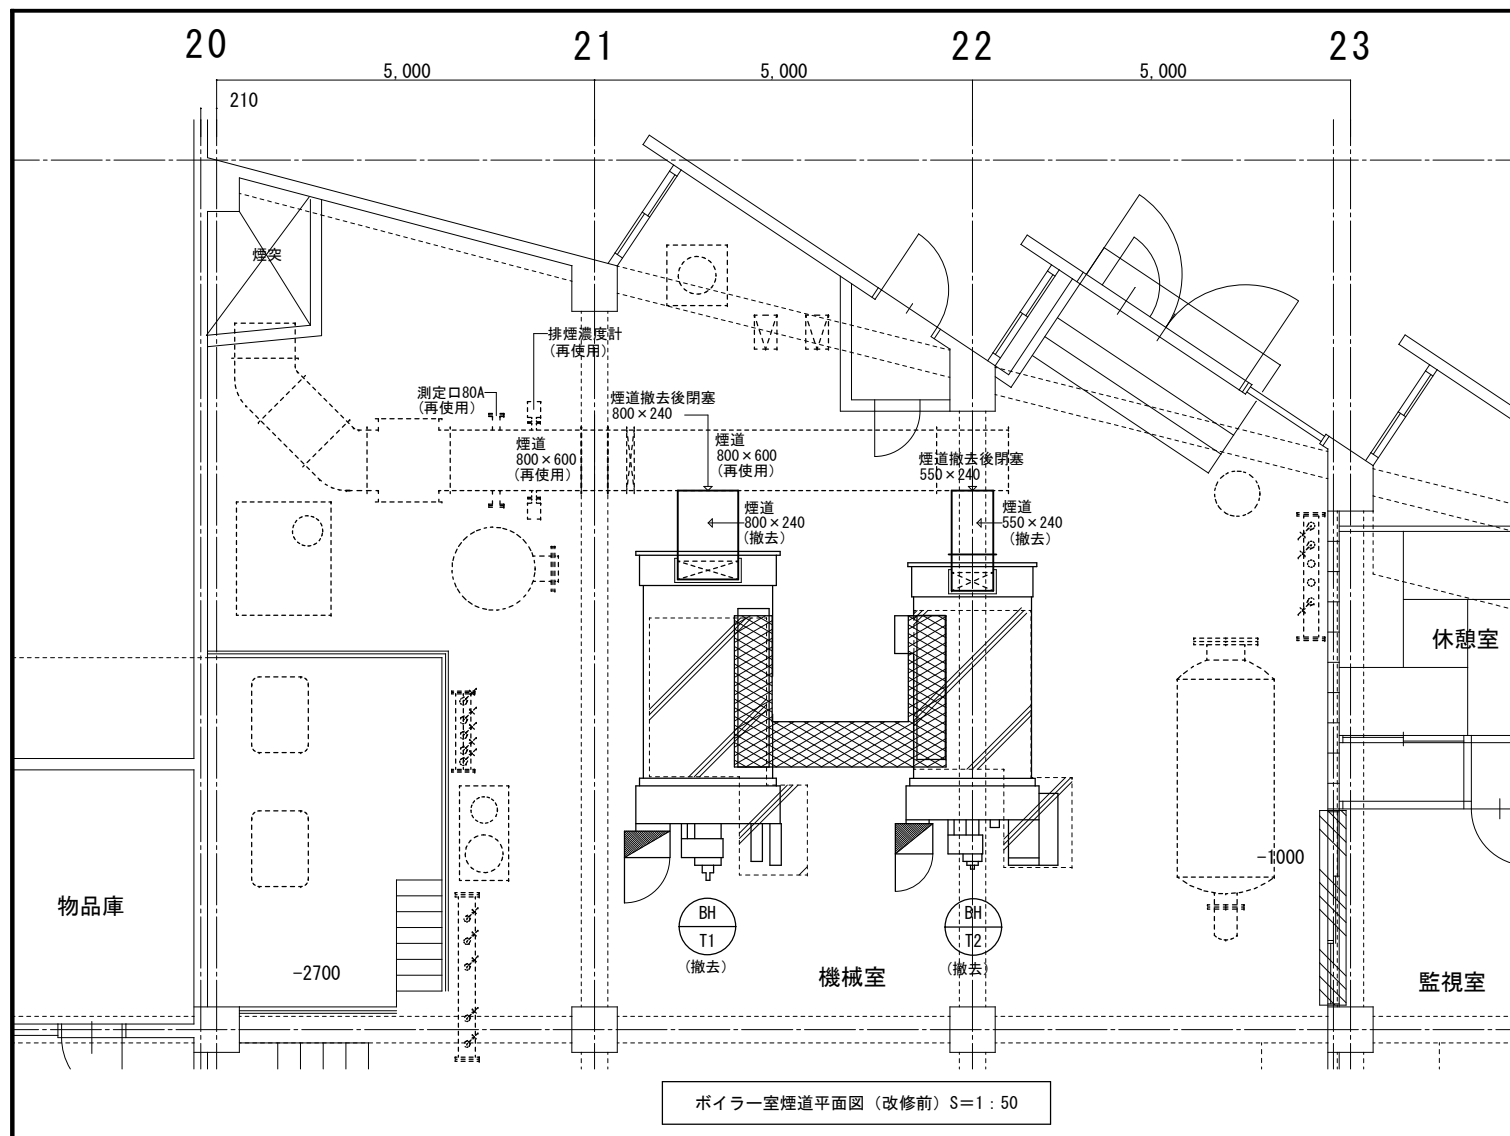 20
21
22
23
5,000
5,000
5,000
210
煙突
排煙濃度計
(再使用)
測定口80A
(再使用)
煙道撤去後閉塞
800×240
煙道
800×600
(再使用)
煙道
800×600
(再使用)
煙道撤去後閉塞
550×240
煙道
800×240
(撤去)
煙道
550×240
(撤去)
休憩室
-1000
物品庫
-2700
BH
T1
(撤去)
BH
T2
(撤去)
機械室
監視室
ボイラー室煙道平面図(改修前)S=1:50